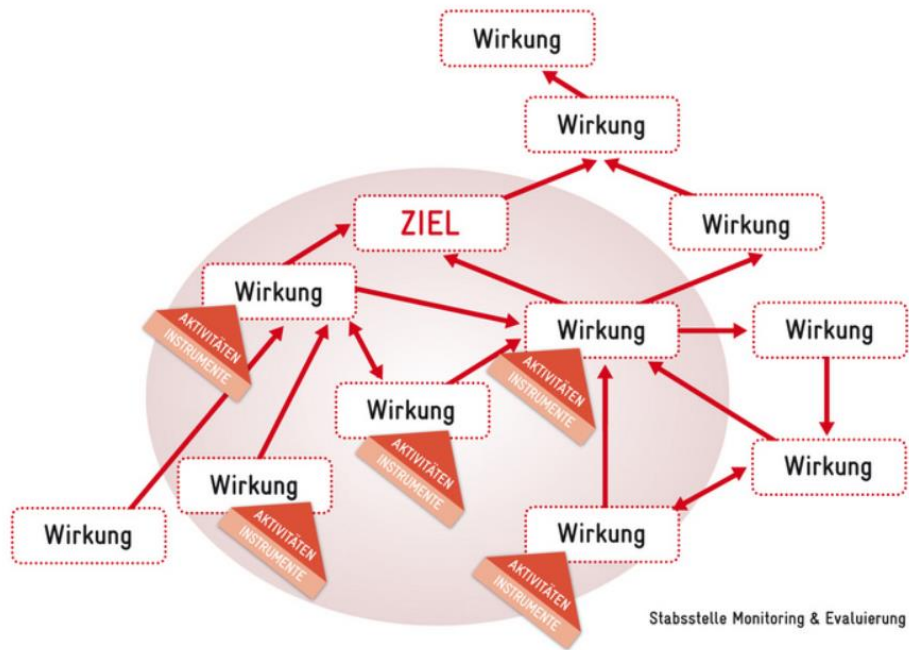 Wirkung
Wirkung
ZIEL
Wirkung
Wirkung
AKTIVITÄTEN
INSTRUMENTE
Wirkung
Wirkung
AKTIVITÄTEN
INSTRUMENTE
Wirkung
AKTIVITÄTEN
INSTRUMENTE
Wirkung
Wirkung
AKTIVITÄTEN
INSTRUMENTE
Wirkung
Wirkung
AKTIVITÄTEN
INSTRUMENTE
Stabsstelle Monitoring & Evaluierung